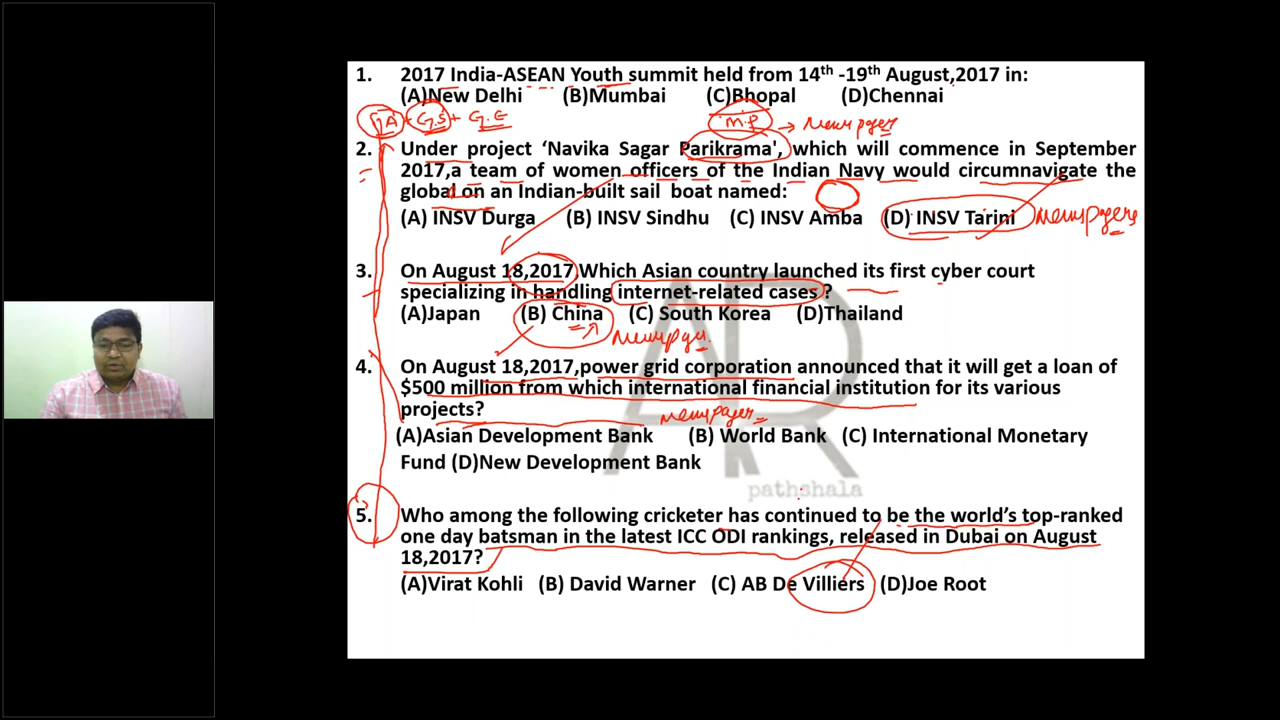 1. 2017 India-ASEAN Youth summit held from 14th -19th August,2017 in:
(A)New Delhi (B)Mumbai (C)Bhopal (D)Chennai
GA + G.S + G.E
M.P → Newspapers
2. Under project 'Navika Sagar Parikrama', which will commence in September
2017,a team of women officers of the Indian Navy would circumnavigate the
global on an Indian-built sail boat named:
(A) INSV Durga (B) INSV Sindhu (C) INSV Amba (D) INSV Tarini Newspapers
3. On August 18,2017,Which Asian country launched its first cyber court
specializing in handling internet-related cases ?
(A)Japan (B) China (C) South Korea (D)Thailand
Newspaper
4. On August 18,2017,power grid corporation announced that it will get a loan of
$500 million from which international financial institution for its various
projects?
Newspapers
(A)Asian Development Bank (B) World Bank (C) International Monetary
Fund (D)New Development Bank
pathshala
5. Who among the following cricketer has continued to be the world's top-ranked
one day batsman in the latest ICC ODI rankings, released in Dubai on August
18,2017?
(A)Virat Kohli (B) David Warner (C) AB De Villiers (D)Joe Root